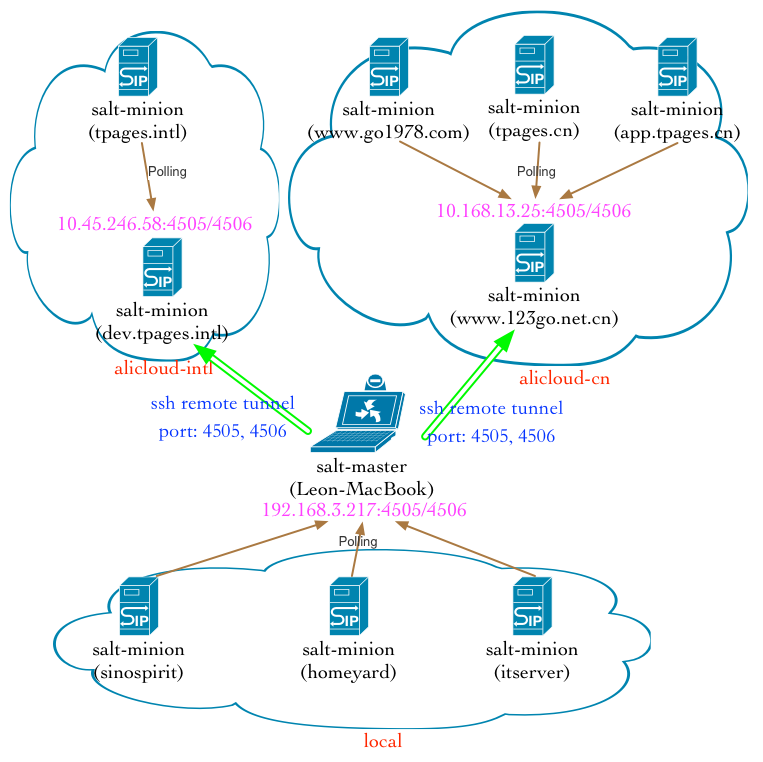 SIP
salt-minion
(tpages.intl)
Polling
10.45.246.58:4505/4506
SIP
salt-minion
(dev.tpages.intl)
alicloud-intl
SIP
salt-minion
(www.go1978.com)
SIP
salt-minion
(tpages.cn)
SIP
salt-minion
(app.tpages.cn)
Polling
10.168.13.25:4505/4506
SIP
salt-minion
(www.123go.net.cn)
alicloud-cn
ssh remote tunnel
port: 4505, 4506
ssh remote tunnel
port: 4505, 4506
salt-master
(Leon-MacBook)
192.168.3.217:4505/4506
Polling
SIP
salt-minion
(sinospirit)
SIP
salt-minion
(homeyard)
SIP
salt-minion
(itserver)
local